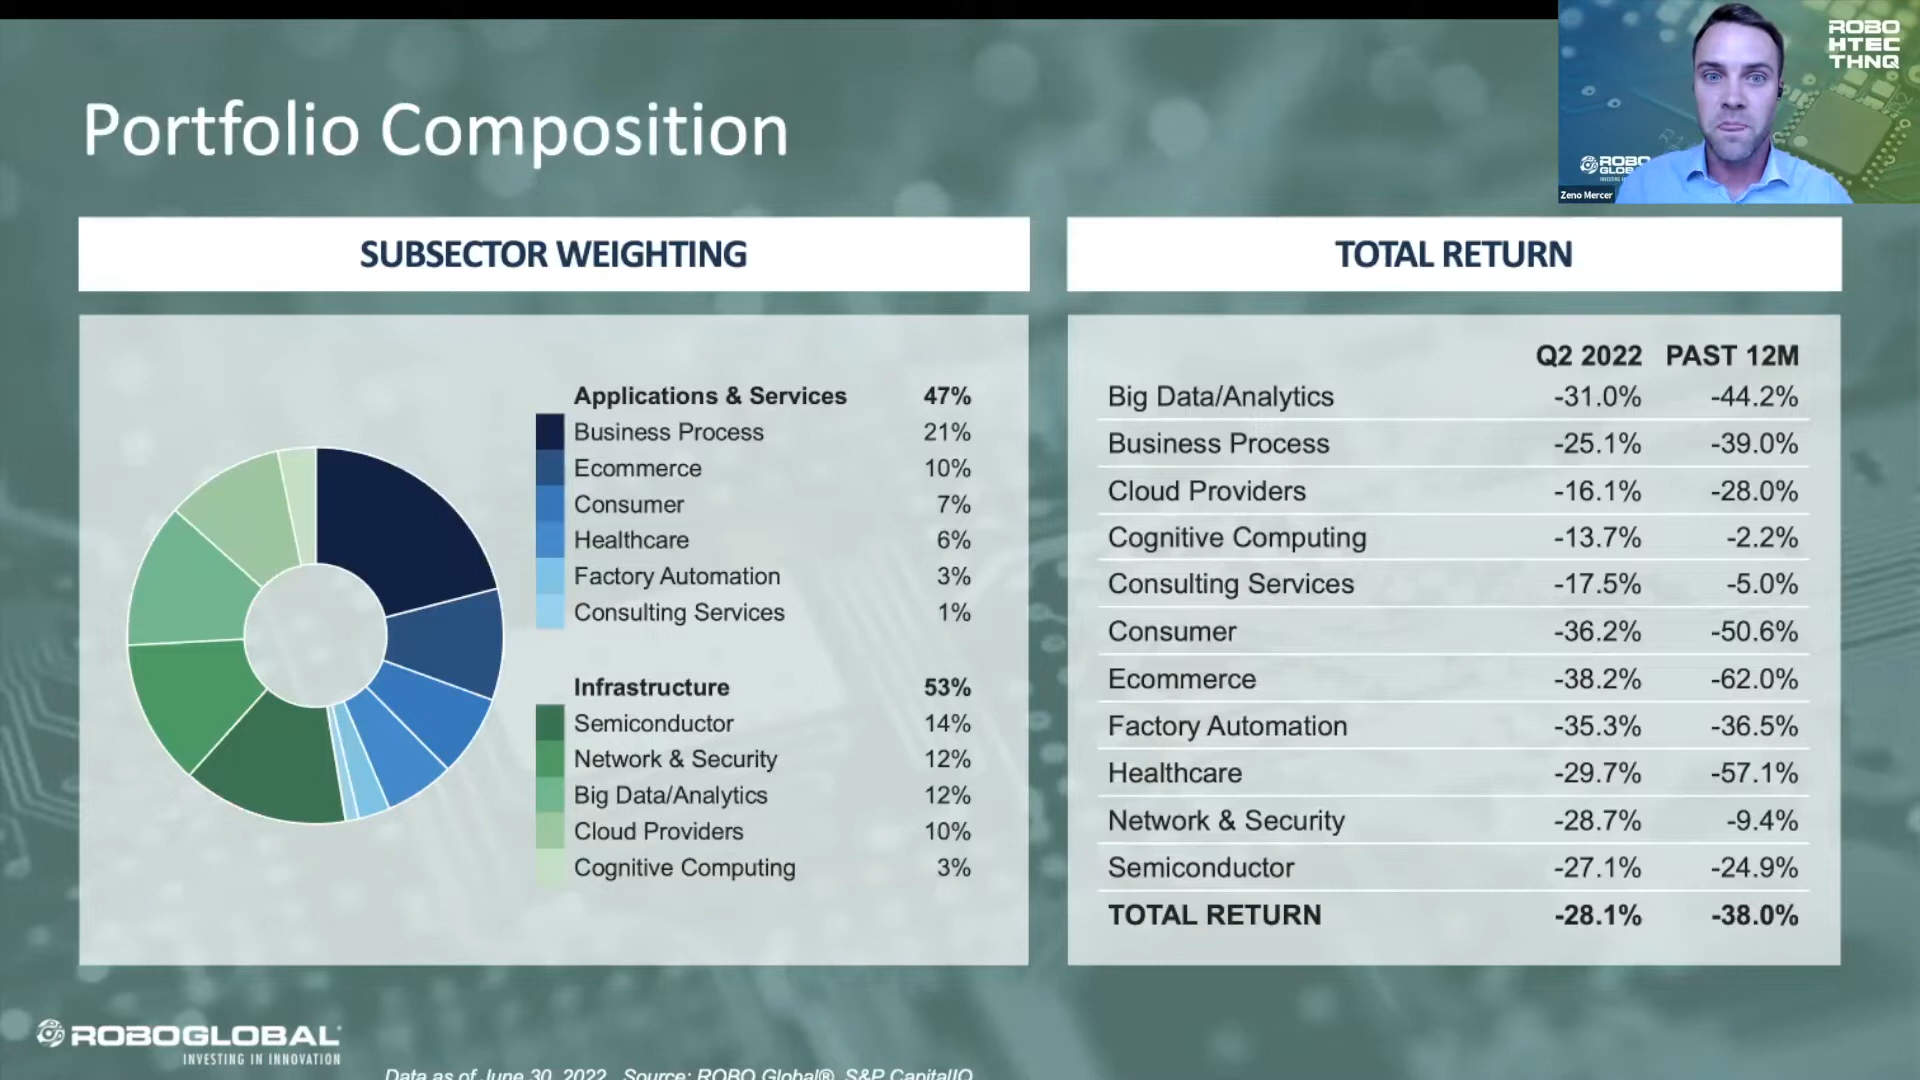 ROBO
HTEC
THNQ
ROBO
GLOB
Zeno Mercer
Portfolio Composition
SUBSECTOR WEIGHTING
Applications & Services 47%
Business Process 21%
Ecommerce 10%
Consumer 7%
Healthcare 6%
Factory Automation 3%
Consulting Services 1%
Infrastructure 53%
Semiconductor 14%
Network & Security 12%
Big Data/Analytics 12%
Cloud Providers 10%
Cognitive Computing 3%
TOTAL RETURN
Q2 2022 PAST 12M
Big Data/Analytics -31.0% -44.2%
Business Process -25.1% -39.0%
Cloud Providers -16.1% -28.0%
Cognitive Computing -13.7% -2.2%
Consulting Services -17.5% -5.0%
Consumer -36.2% -50.6%
Ecommerce -38.2% -62.0%
Factory Automation -35.3% -36.5%
Healthcare -29.7% -57.1%
Network & Security -28.7% -9.4%
Semiconductor -27.1% -24.9%
TOTAL RETURN -28.1% -38.0%
ROBOGLOBAL
INVESTING IN INNOVATION
Data as of June 30, 2022. Source: ROBO Global®, S&P CapitalIQ